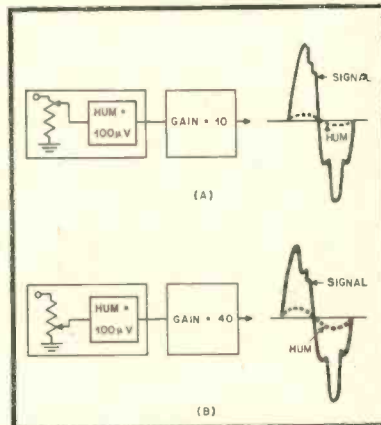 SIGNAL
HUM =
100μV
GAIN = 10
HUM
(A)
SIGNAL
HUM =
100μV
GAIN = 40
HUM
(B)